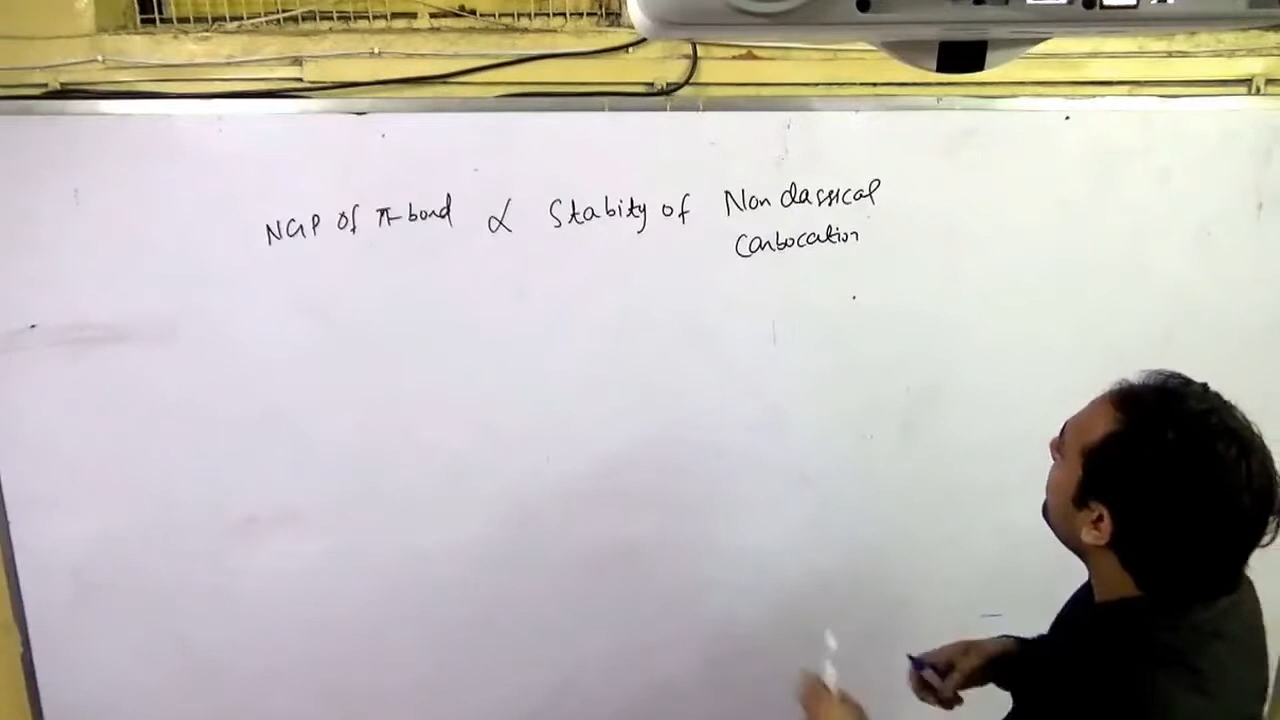 NGP of π-bond ∝ Stabity of Non classical
Carbocation